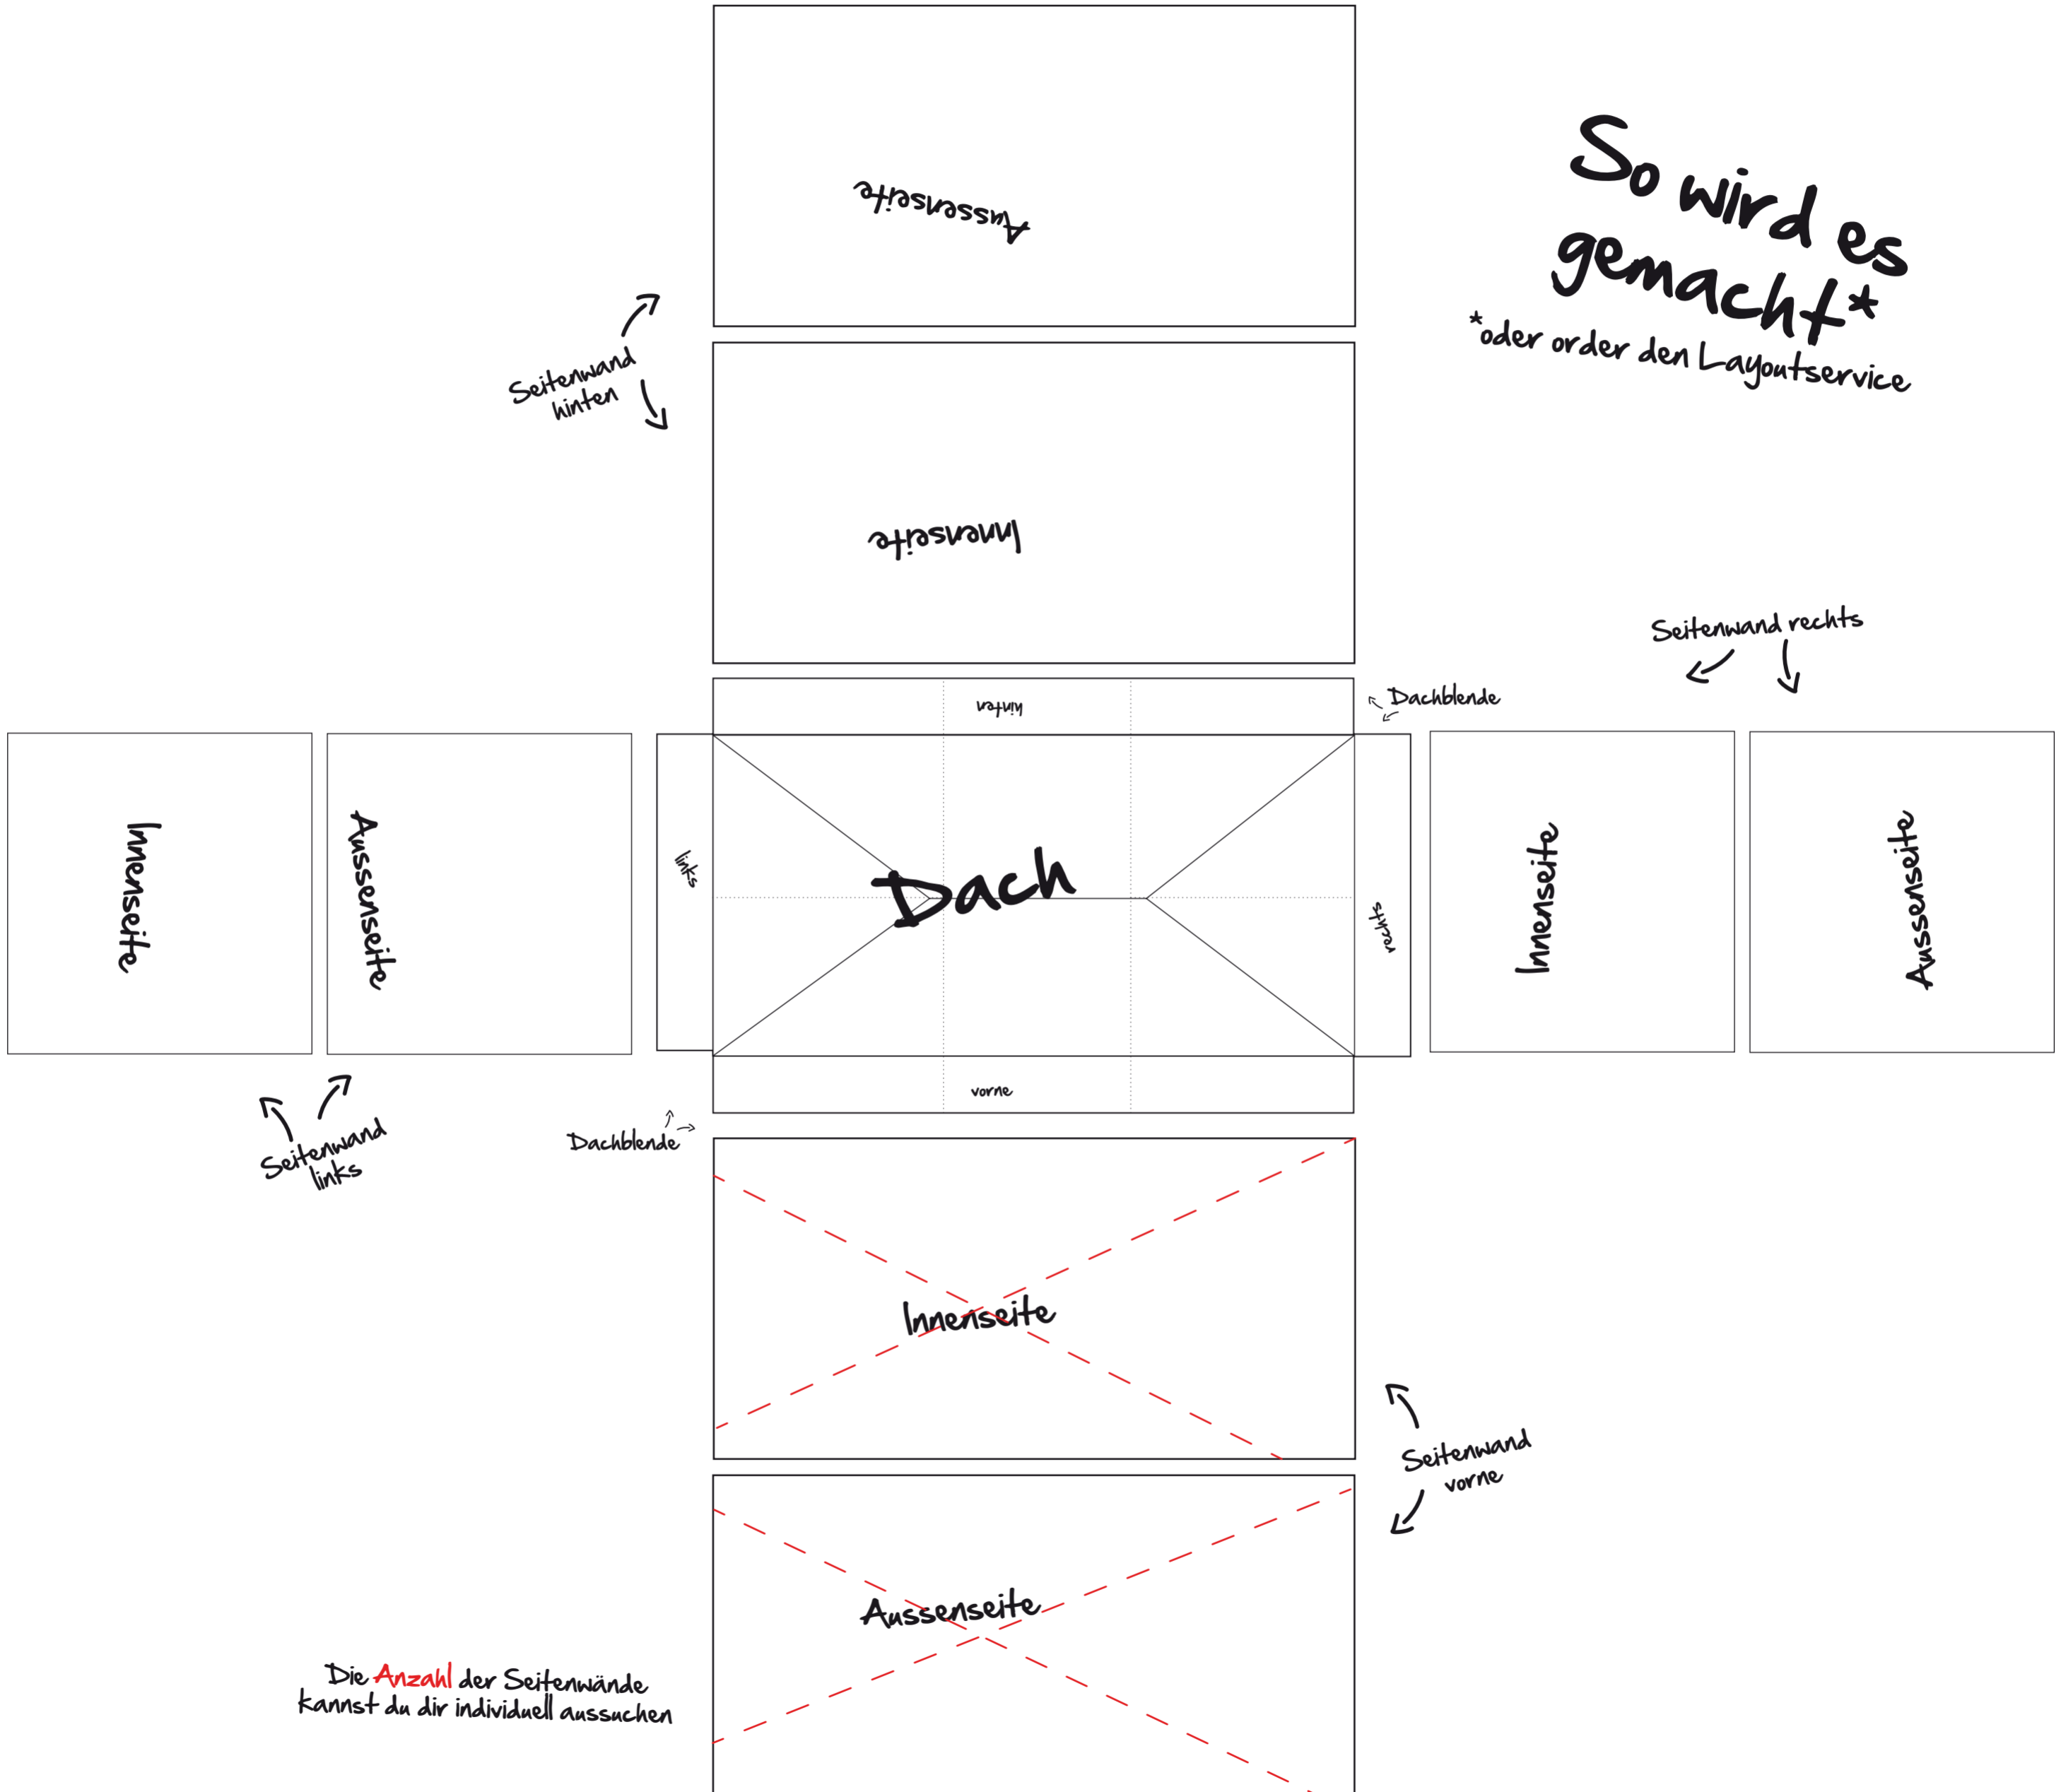 So wird es
gemacht*
*oder order den Layoutservice
Aussenseite
Seitenwand
hinten
Innenseite
Seitenwand rechts
hinten
Dachblende
Innenseite
Aussenseite
links
Dach
rechts
Innenseite
Aussenseite
vorne
Dachblende
Seitenwand
links
Innenseite
Seitenwand
vorne
Aussenseite
Die Anzahl der Seitenwände
kannst du dir individuell aussuchen